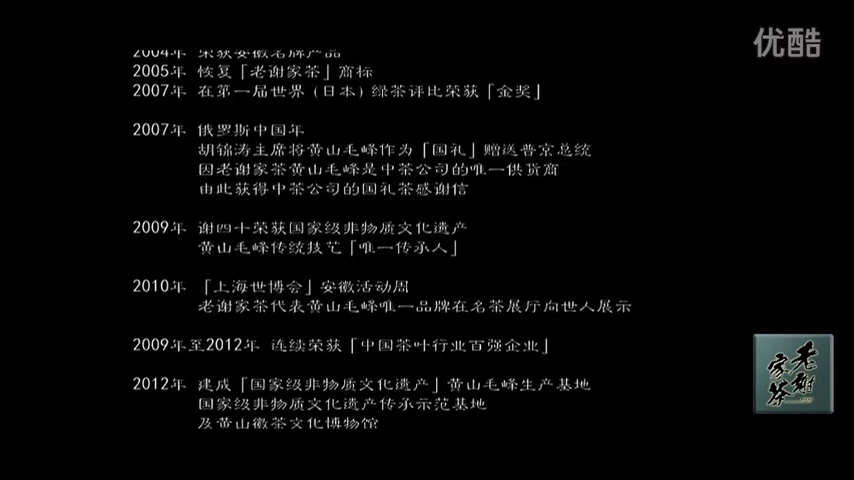 优酷
2004年 荣获安徽名牌产品
2005年 恢复「老谢家茶」商标
2007年 在第一届世界(日本)绿茶评比荣获「金奖」
2007年 俄罗斯中国年
胡锦涛主席将黄山毛峰作为「国礼」赠送普京总统
因老谢家茶黄山毛峰是中茶公司的唯一供货商
由此获得中茶公司的国礼茶感谢信
2009年 谢四十荣获国家级非物质文化遗产
黄山毛峰传统技艺「唯一传承人」
2010年 「上海世博会」安徽活动周
老谢家茶代表黄山毛峰唯一品牌在名茶展厅向世人展示
2009年至2012年 连续荣获「中国茶叶行业百强企业」
2012年 建成「国家级非物质文化遗产」黄山毛峰生产基地
国家级非物质文化遗产传承示范基地
及黄山徽茶文化博物馆
老谢家茶